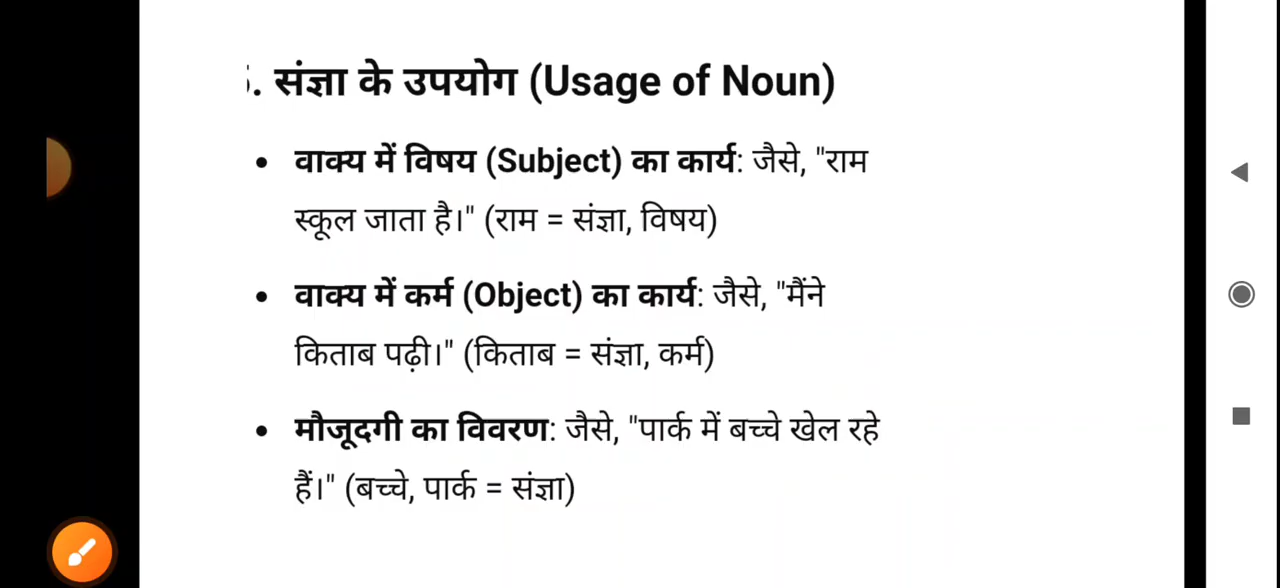 . संज्ञा के उपयोग (Usage of Noun)
• वाक्य में विषय (Subject) का कार्य: जैसे, "राम
स्कूल जाता है।" (राम = संज्ञा, विषय)
• वाक्य में कर्म (Object) का कार्य: जैसे, "मैंने
किताब पढ़ी।" (किताब = संज्ञा, कर्म)
• मौजूदगी का विवरण: जैसे, "पार्क में बच्चे खेल रहे
हैं।" (बच्चे, पार्क = संज्ञा)